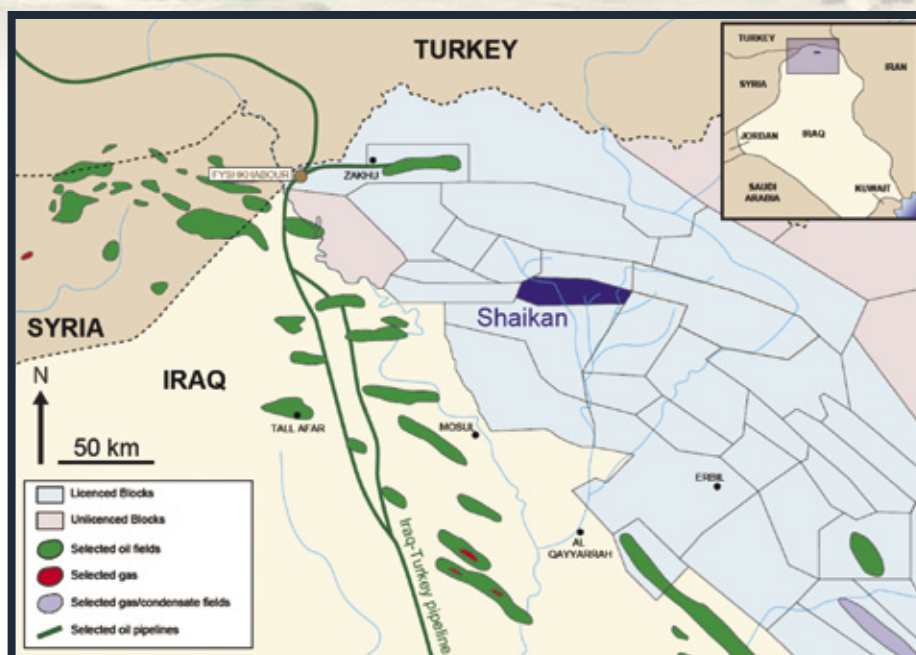 TURKEY
TURKEY
IRAN
SYRIA
JORDAN
IRAQ
SAUDI
ARABIA
KUWAIT
FYSHKHABOUR
ZAKHU
Shaikan
SYRIA
IRAQ
N
50 km
TALL AFAR
MOSUL
ERBIL
AL
QAYYARRAH
Iraq-Turkey pipeline
Licenced Blocks
Unlicenced Blocks
Selected oil fields
Selected gas
Selected gas/condensate fields
Selected oil pipelines